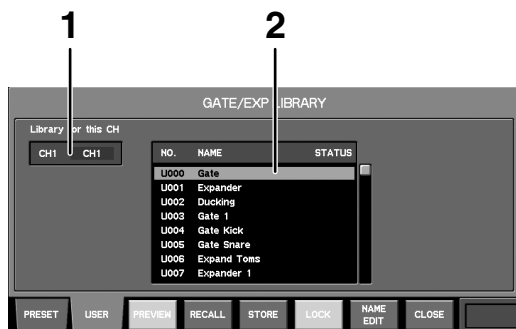 1 2
GATE/EXP LIBRARY
Library for this CH
CH1 CH1
NO. NAME STATUS
U000 Gate
U001 Expander
U002 Ducking
U003 Gate 1
U004 Gate Kick
U005 Gate Snare
U006 Expand Toms
U007 Expander 1
PRESET USER PREVIEW RECALL STORE LOCK NAME EDIT CLOSE